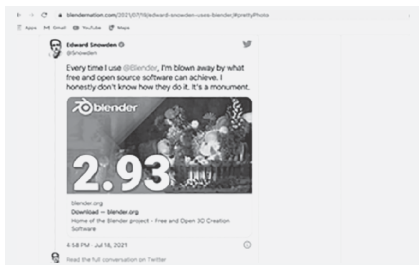 blendernation.com/2021/07/19/edward-snowden-uses-blender/#prettyPhoto
Apps Gmail YouTube Maps
Edward Snowden
@Snowden
Every time I use @Blender, I'm blown away by what
free and open source software can achieve. I
honestly don't know how they do it. It's a monument.
blender
2.93
blender.org
Download — blender.org
Home of the Blender project - Free and Open 3D Creation
Software
4:58 PM · Jul 18, 2021
Read the full conversation on Twitter